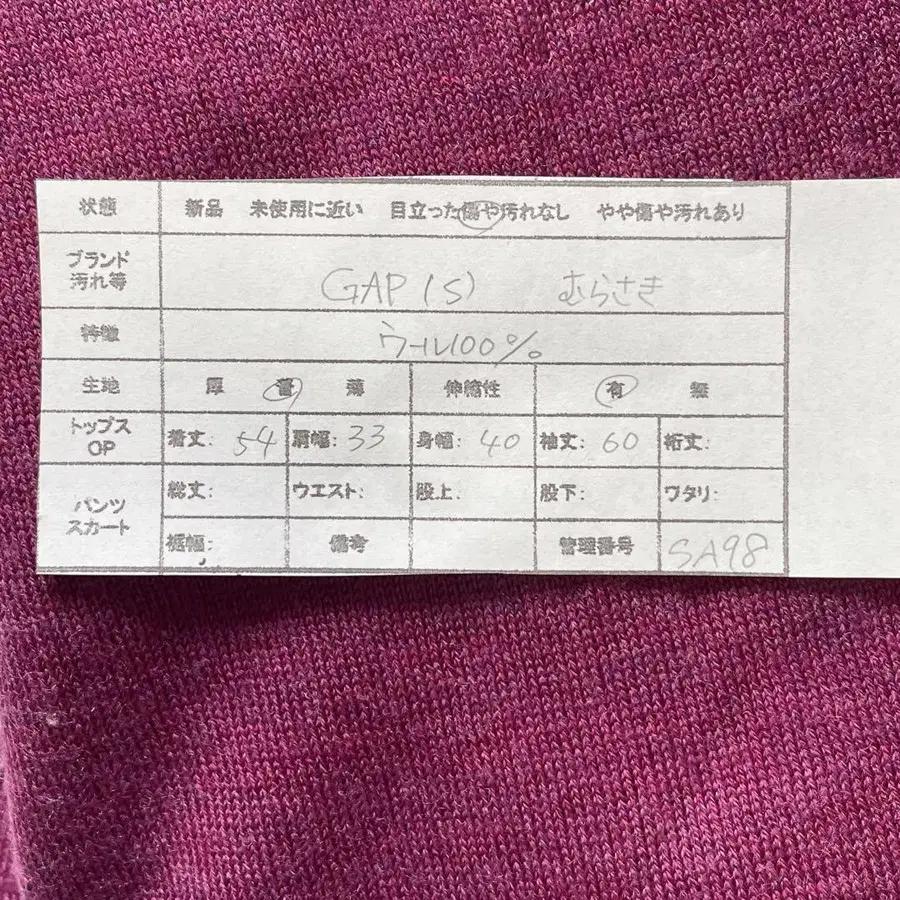 状態 新品 未使用に近い 目立った傷や汚れなし やや傷や汚れあり
ブランド
汚れ等 GAP (S) むらさき
特徴 ウール100%
生地 厚 普 薄 伸縮性 有 無
トップス
OP 着丈: 54 肩幅: 33 身幅: 40 袖丈: 60 裄丈:
パンツ
スカート 総丈: ウエスト: 股上: 股下: ワタリ:
裾幅: 備考 管理番号 SA98